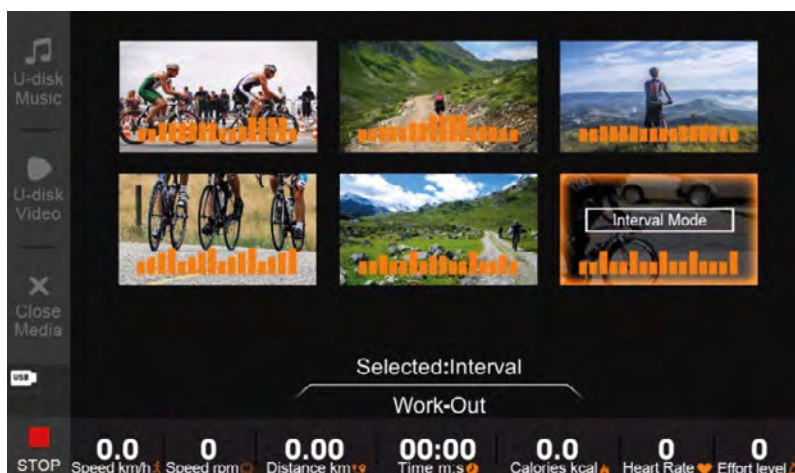 U-disk
Music
U-disk
Video
Close
Media
USB
STOP
Interval Mode
Selected:Interval
Work-Out
0.0
Speed km/h
0
Speed rpm
0.00
Distance km
00:00
Time m:s
0.0
Calories kcal
0
Heart Rate
0
Effort level